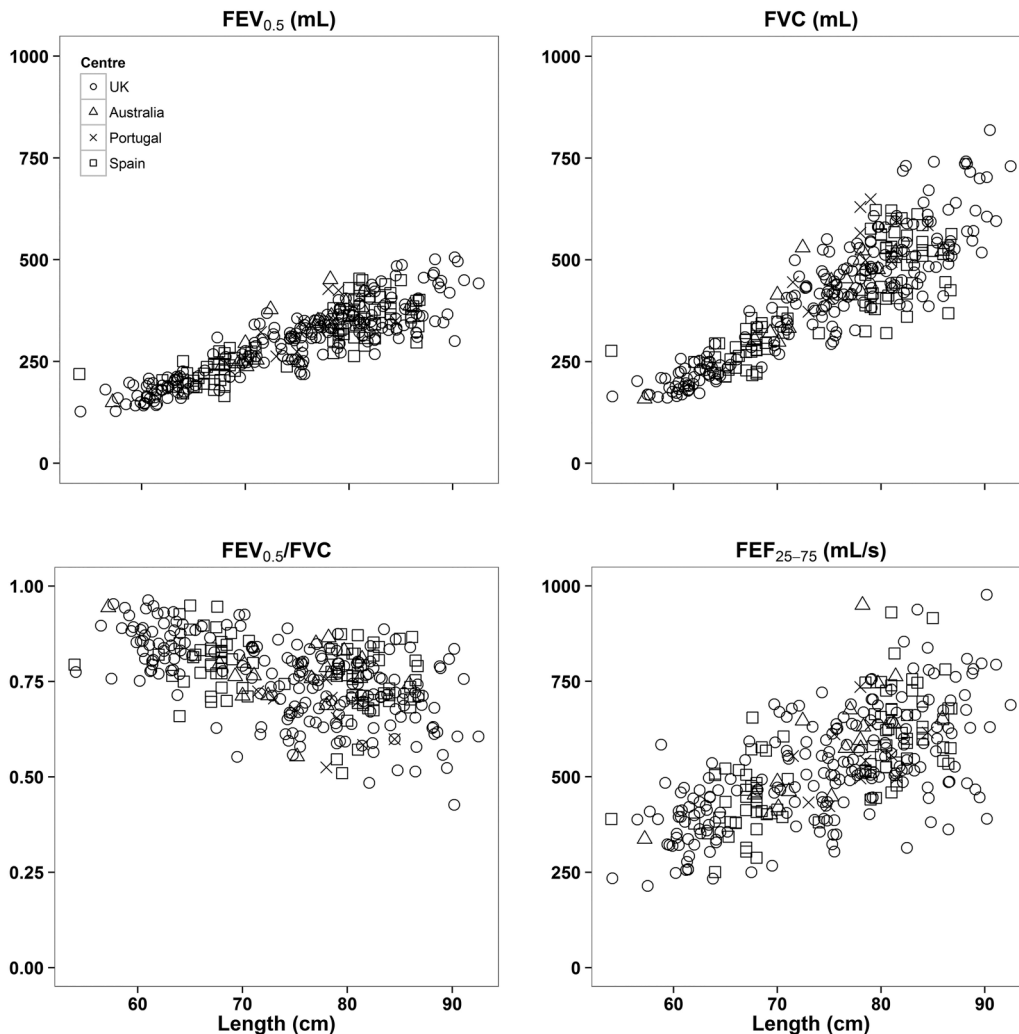 FEV0.5 (mL)
1000
750
500
250
0
Centre
UK
Australia
Portugal
Spain
FVC (mL)
1000
750
500
250
0
FEV0.5/FVC
1.00
0.75
0.50
0.25
0.00
60 70 80 90
Length (cm)
FEF25–75 (mL/s)
1000
750
500
250
0
60 70 80 90
Length (cm)